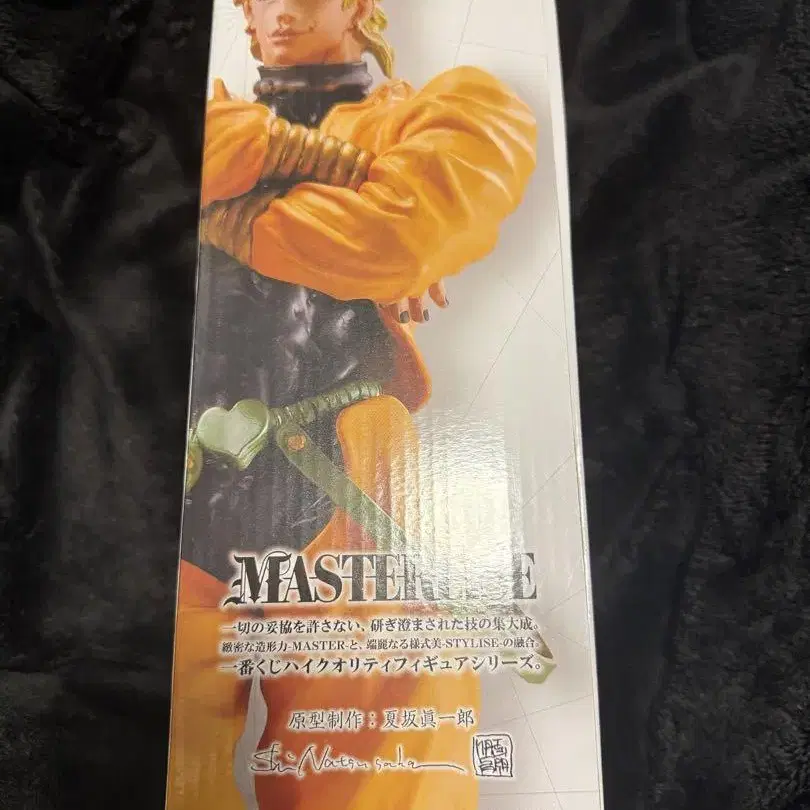 MASTERLISE
一切の妥協を許さない、研ぎ澄まされた技の集大成。
緻密な造形力-MASTER-と、端麗なる様式美-STYLISE-の融合。
一番くじハイクオリティフィギュアシリーズ。
原型制作：夏坂眞一郎
Shin Natsusaka